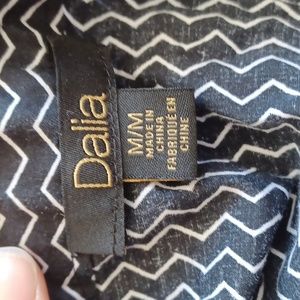 Dalia
M/M
MADE IN
CHINA
FABRIQUÉ EN
CHINE